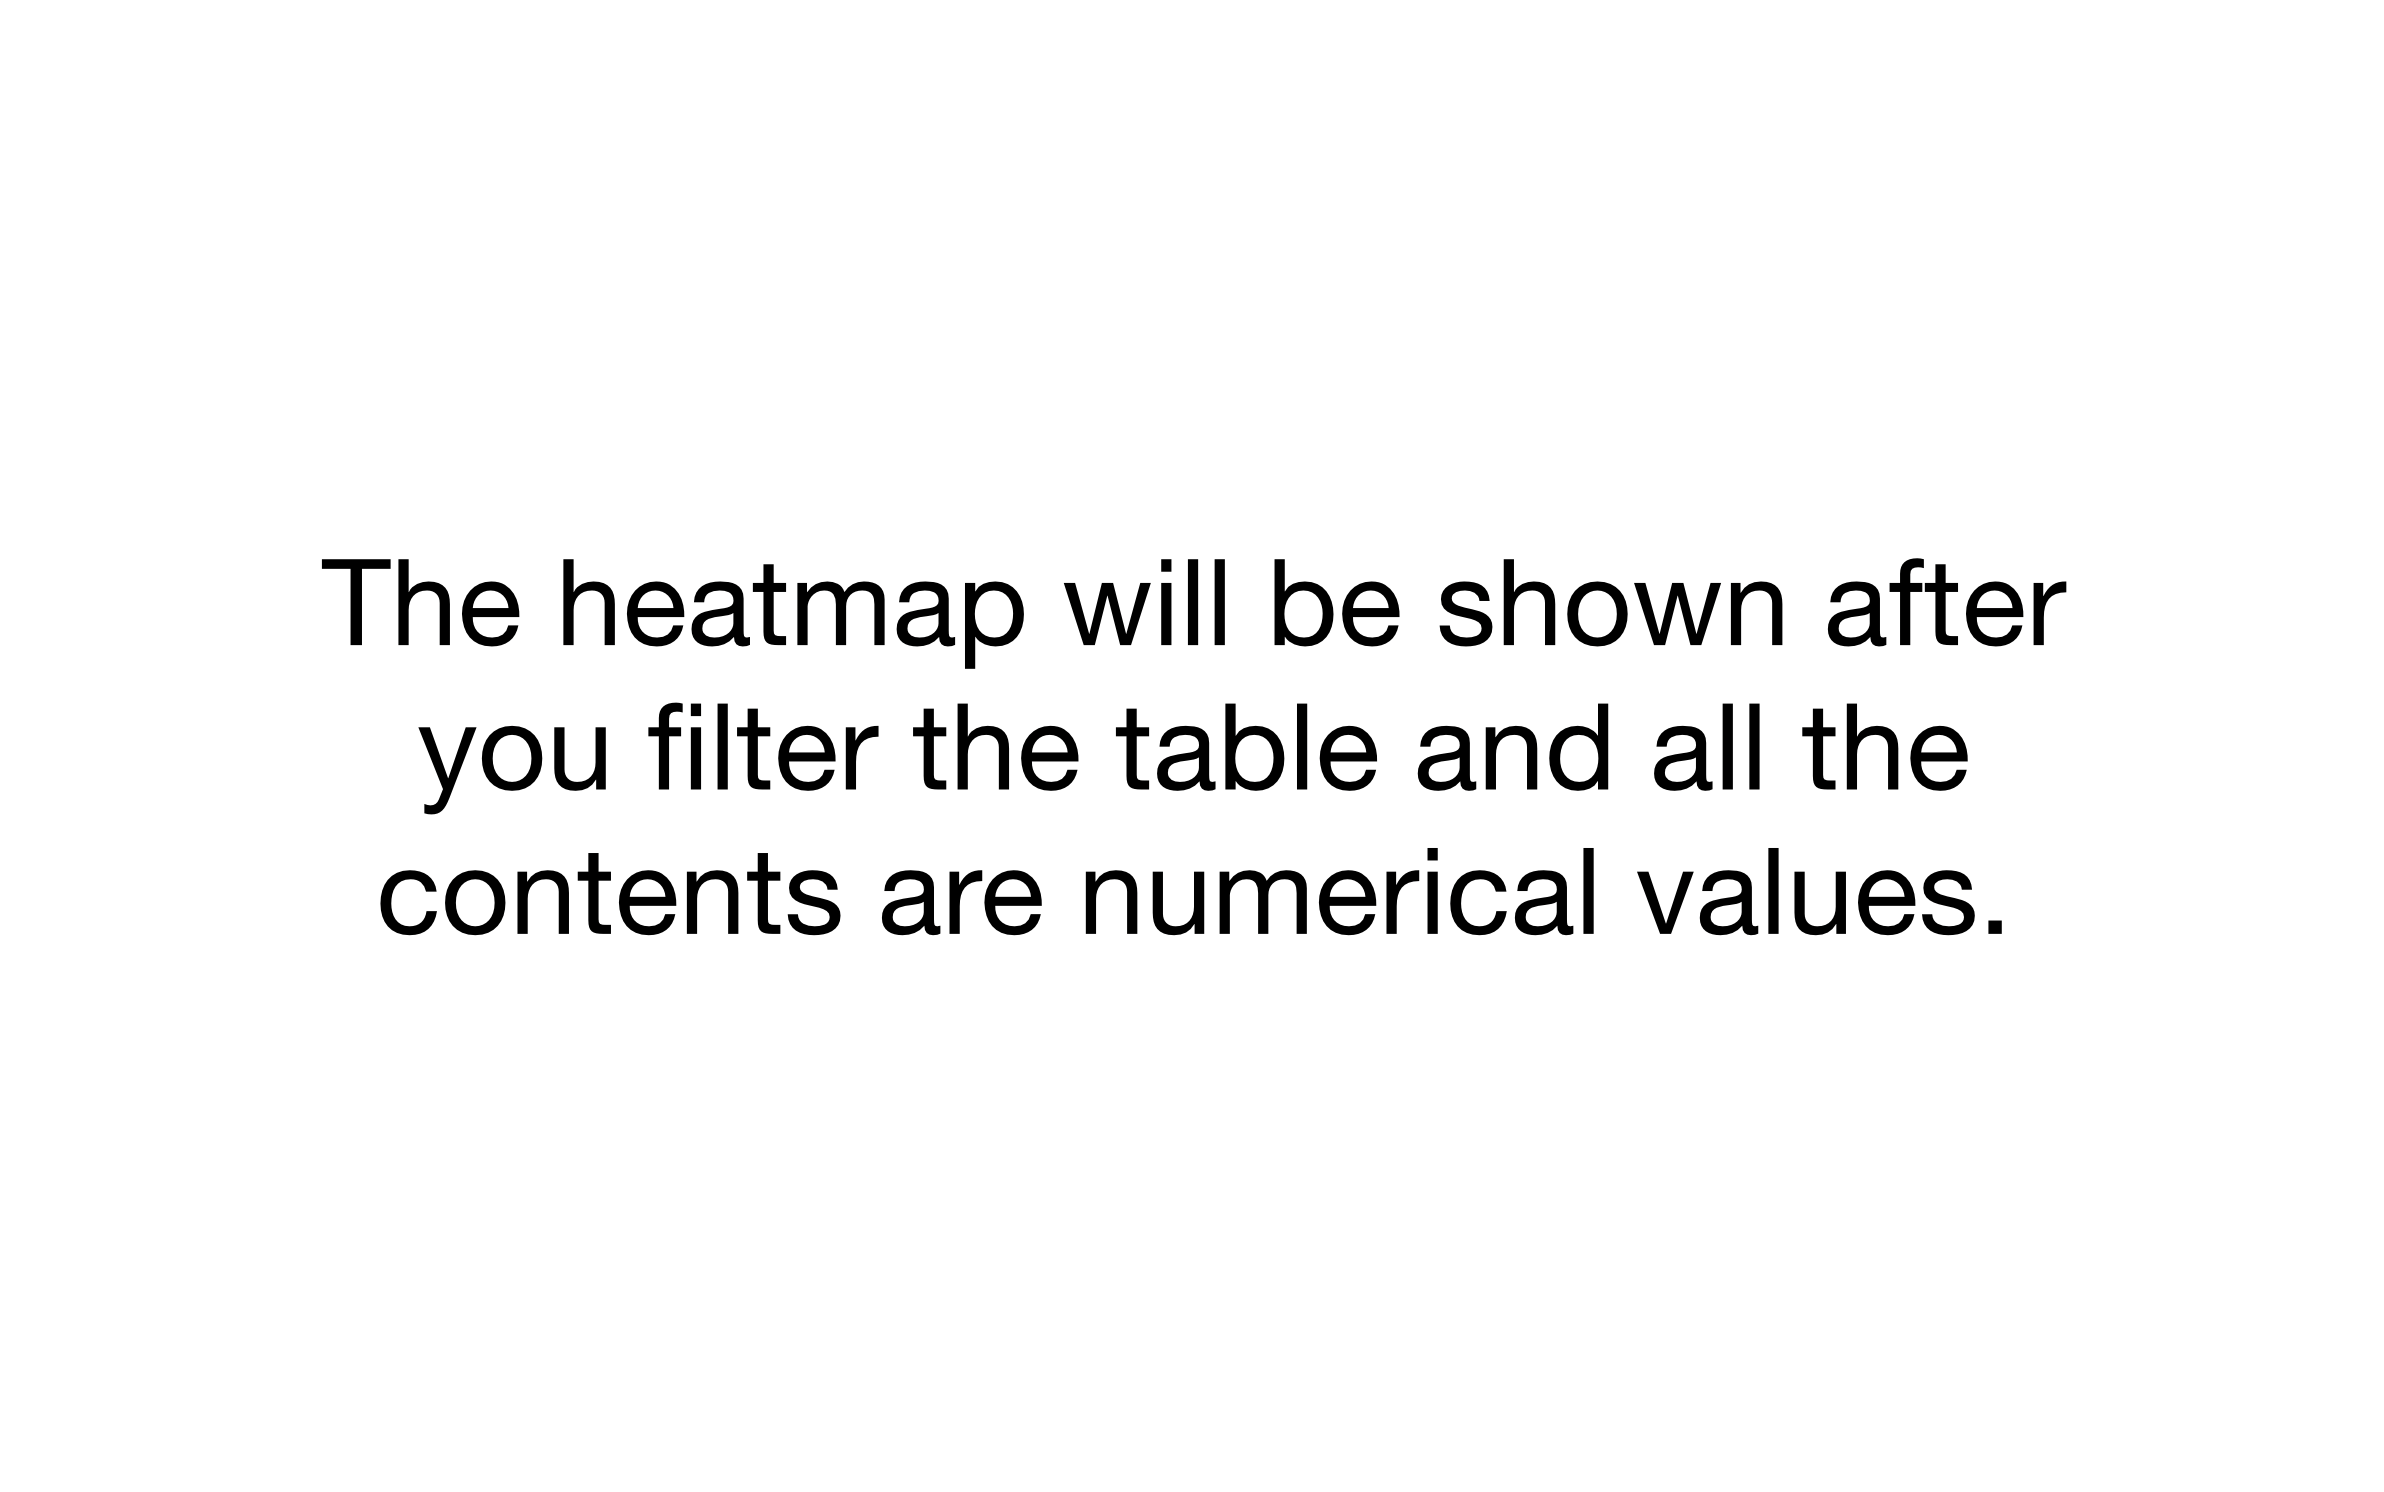 The heatmap will be shown after
you filter the table and all the
contents are numerical values.